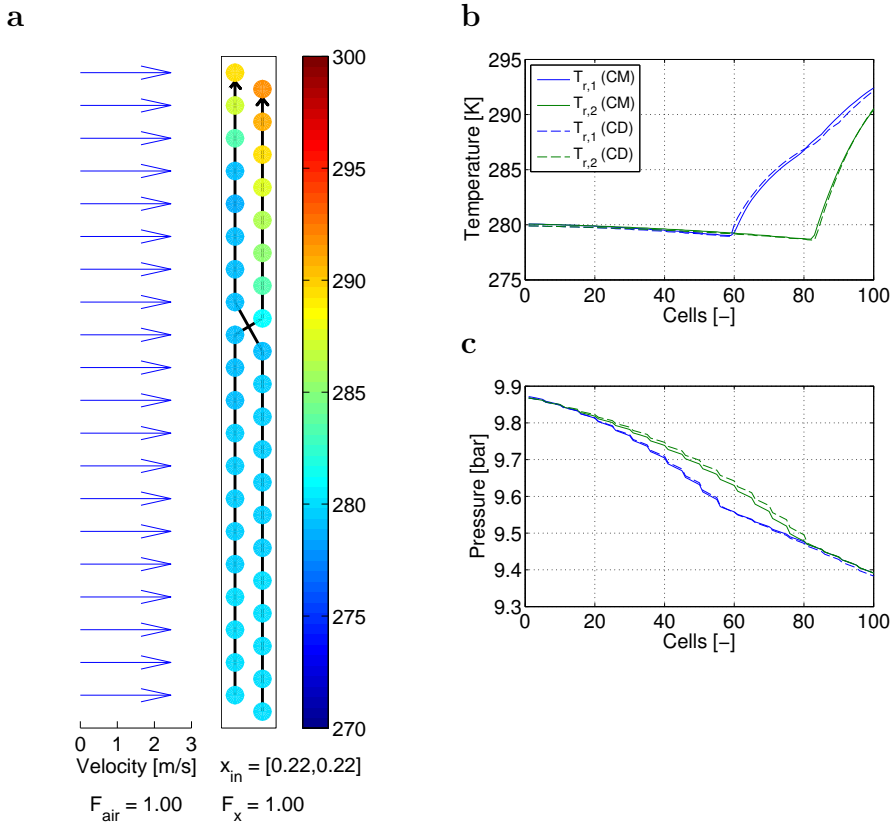 a
300
295
290
285
280
275
270
0 1 2 3
Velocity [m/s]
x_in = [0.22,0.22]
F_air = 1.00
F_x = 1.00
b
295
290
285
280
275
Temperature [K]
T_r,1 (CM)
T_r,2 (CM)
T_r,1 (CD)
T_r,2 (CD)
0 20 40 60 80 100
Cells [−]
c
9.9
9.8
9.7
9.6
9.5
9.4
9.3
Pressure [bar]
0 20 40 60 80 100
Cells [−]